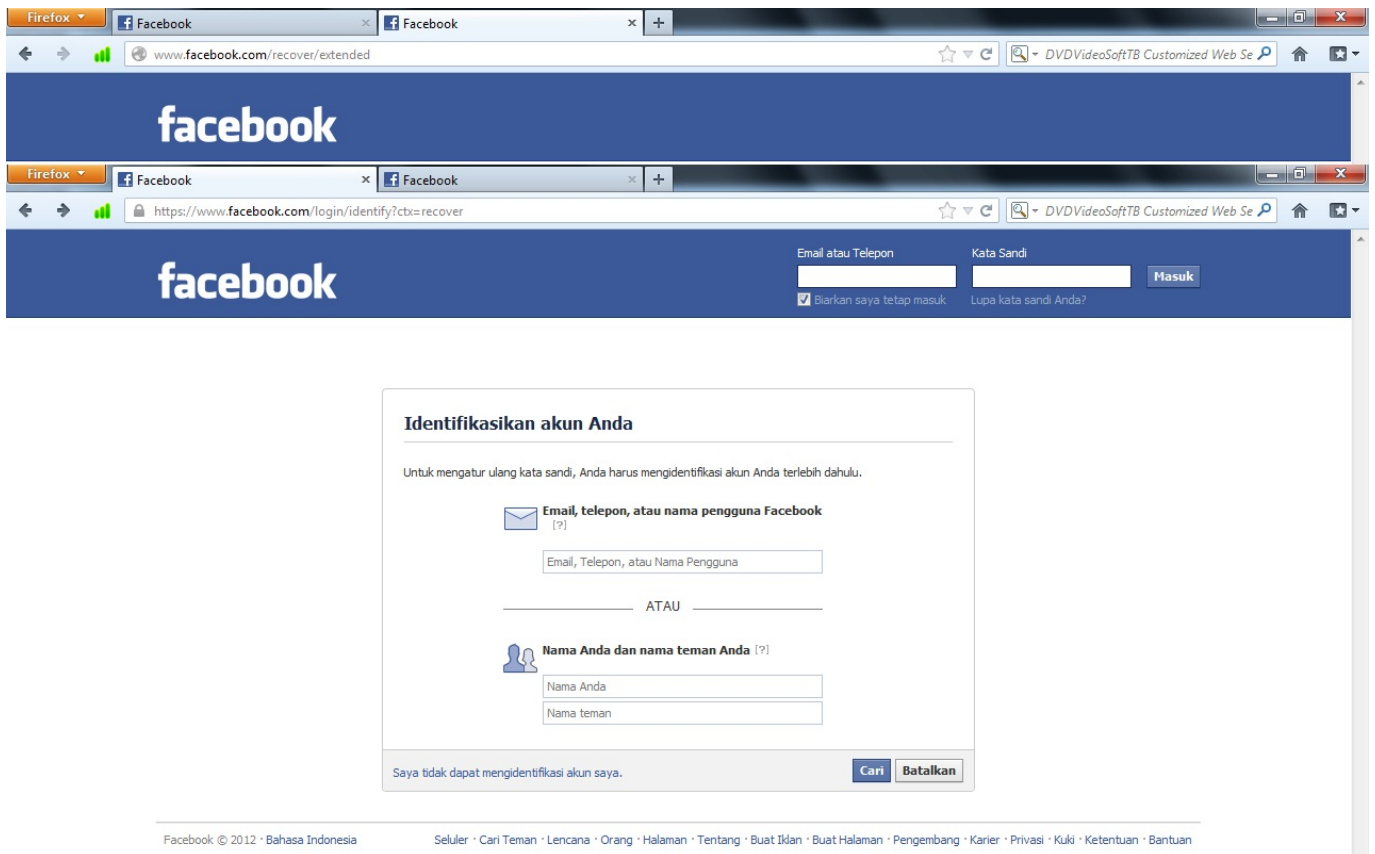 Firefox
Facebook
Facebook
www.facebook.com/recover/extended
DVDVideoSoftTB Customized Web Se
facebook
Firefox
Facebook
Facebook
https://www.facebook.com/login/identify?ctx=recover
DVDVideoSoftTB Customized Web Se
facebook
Email atau Telepon
Kata Sandi
Masuk
Biarkan saya tetap masuk
Lupa kata sandi Anda?
Identifikasikan akun Anda
Untuk mengatur ulang kata sandi, Anda harus mengidentifikasi akun Anda terlebih dahulu.
Email, telepon, atau nama pengguna Facebook
[?]
Email, Telepon, atau Nama Pengguna
ATAU
Nama Anda dan nama teman Anda [?]
Nama Anda
Nama teman
Saya tidak dapat mengidentifikasi akun saya.
Cari
Batalkan
Facebook © 2012 · Bahasa Indonesia
Seluler · Cari Teman · Lencana · Orang · Halaman · Tentang · Buat Iklan · Buat Halaman · Pengembang · Karier · Privasi · Kuki · Ketentuan · Bantuan